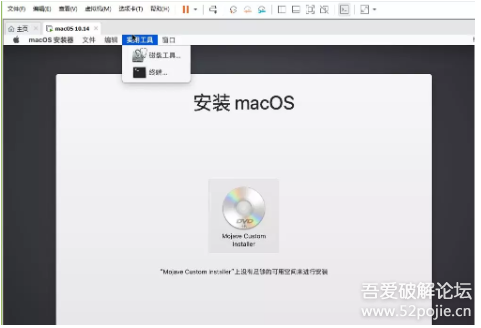 文件(F) 编辑(E) 查看(V) 虚拟机(M) 选项卡(T) 帮助(H)
主页 macOS 10.14
macOS 安装器 文件 编辑 实用工具 窗口
磁盘工具...
终端...
安装 macOS
DVD
Mojave Custom
Installer
"Mojave Custom Installer"上没有足够的可用空间来进行安装
吾爱破解论坛
www.52pojie.cn